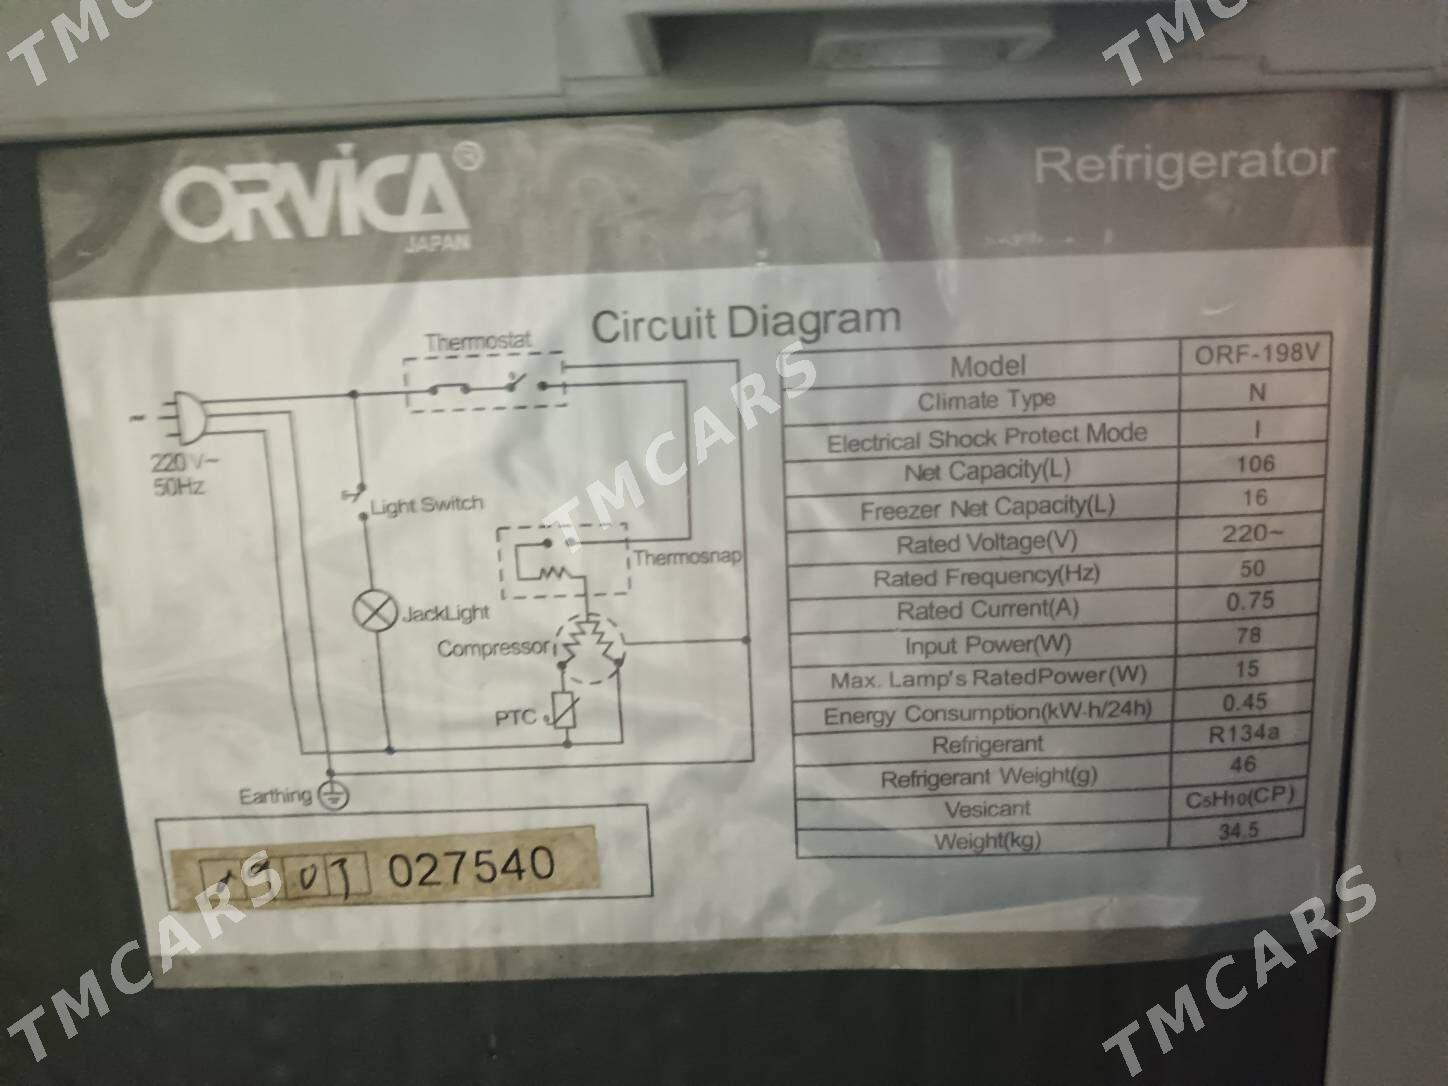 TMCARS
TMCARS
ORVICA®
JAPAN
Refrigerator
Circuit Diagram
Thermostat
~
220V~
50Hz
Light Switch
Thermosnap
JackLight
Compressor
PTC
Earthing
027540
Model ORF-198V
Climate Type N
Electrical Shock Protect Mode I
Net Capacity(L) 106
Freezer Net Capacity(L) 16
Rated Voltage(V) 220~
Rated Frequency(Hz) 50
Rated Current(A) 0.75
Input Power(W) 78
Max. Lamp's RatedPower(W) 15
Energy Consumption(kW·h/24h) 0.45
Refrigerant R134a
Refrigerant Weight(g) 46
Vesicant C5H10(CP)
Weight(kg) 34.5
TMCARS
TMCARS
TMCARS